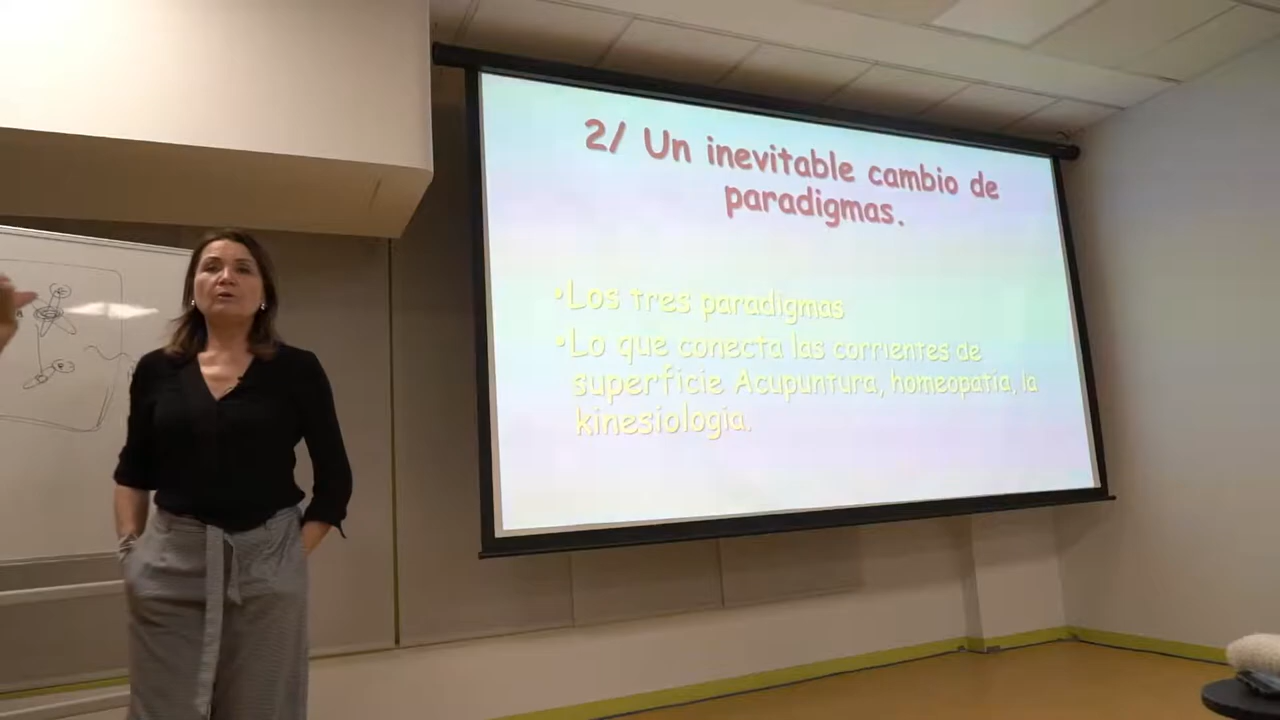 2/ Un inevitable cambio de
paradigmas.
•Los tres paradigmas
•Lo que conecta las corrientes de
superficie Acupuntura, homeopatia, la
kinesiologia.